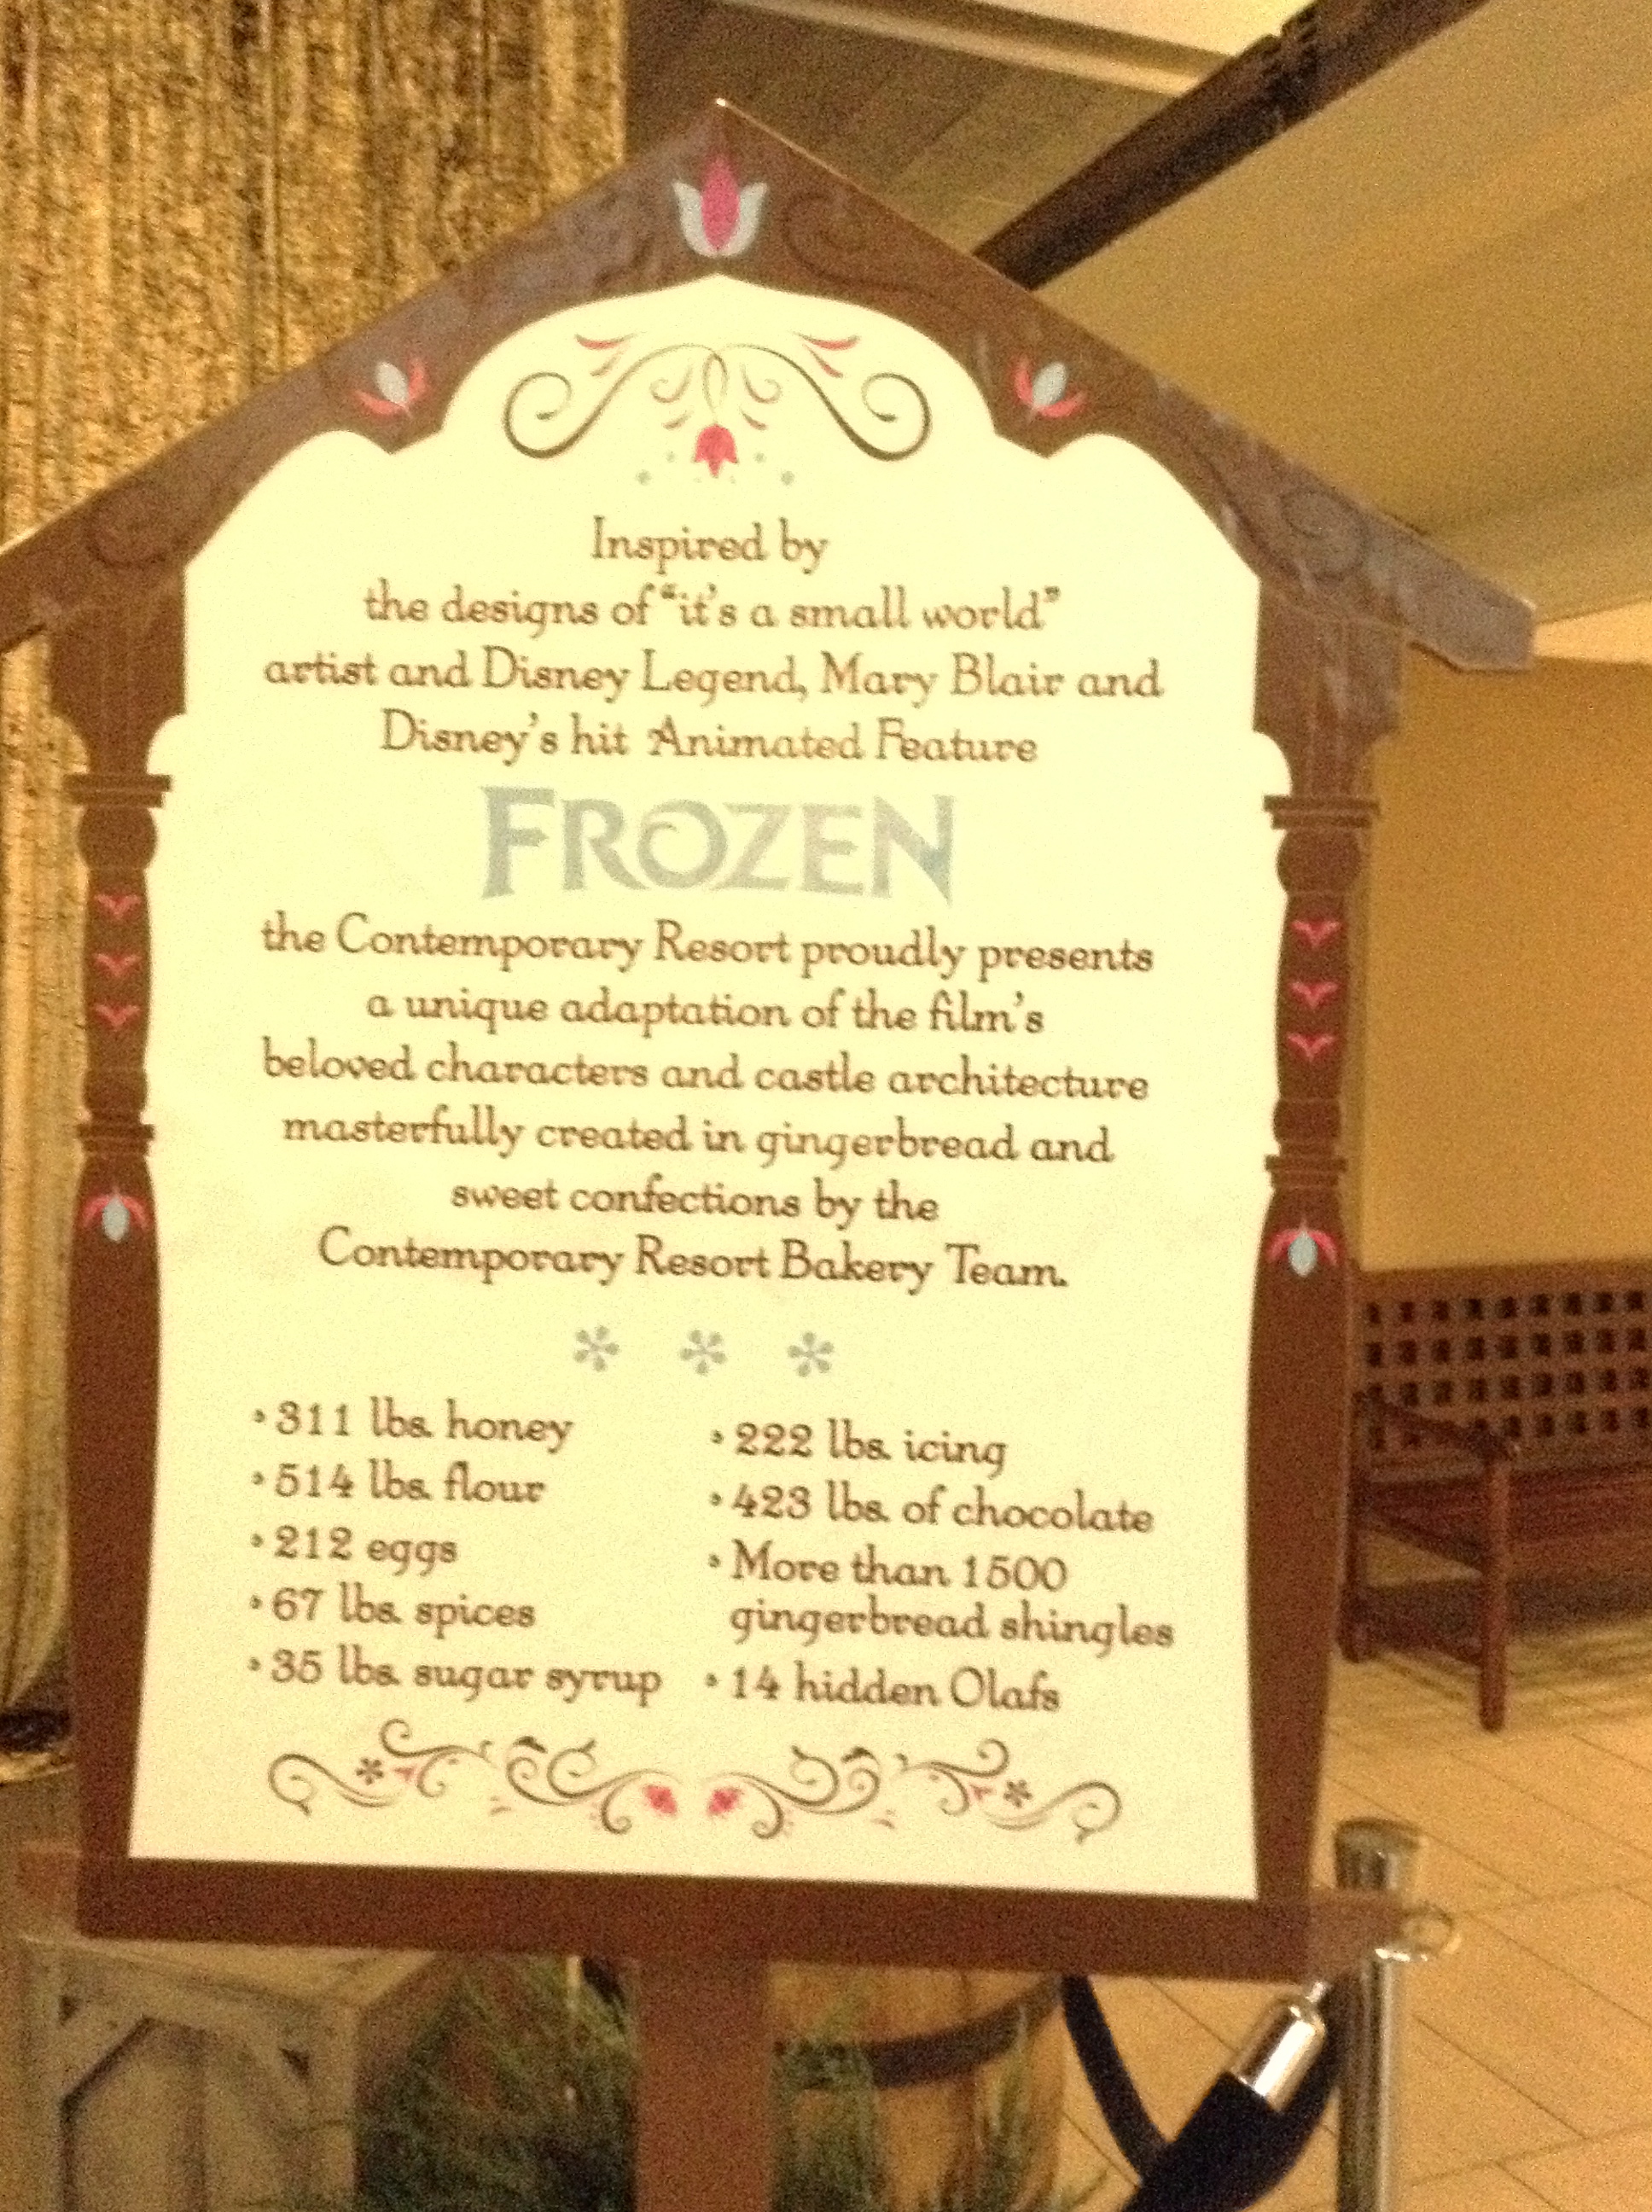 Inspired by
the designs of “it’s a small world”
artist and Disney Legend, Mary Blair and
Disney’s hit Animated Feature
FROZEN
the Contemporary Resort proudly presents
a unique adaptation of the film’s
beloved characters and castle architecture
masterfully created in gingerbread and
sweet confections by the
Contemporary Resort Bakery Team.
• 311 lbs. honey
• 514 lbs. flour
• 212 eggs
• 67 lbs. spices
• 35 lbs. sugar syrup
• 222 lbs. icing
• 423 lbs. of chocolate
• More than 1500
gingerbread shingles
• 14 hidden Olafs